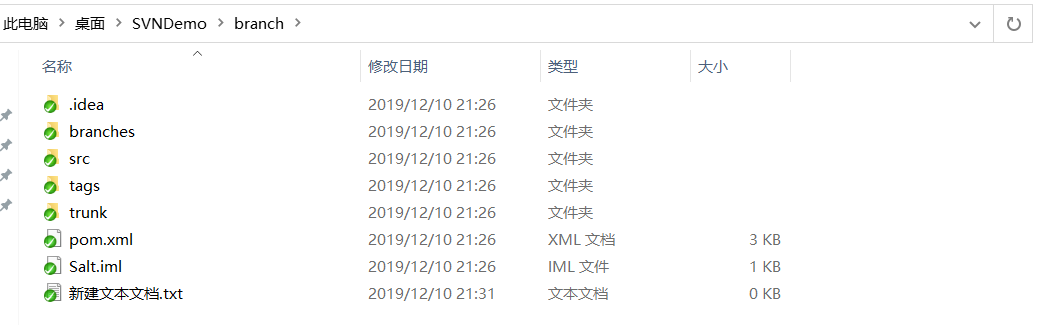 此电脑 > 桌面 > SVNDemo > branch >
名称 修改日期 类型 大小
.idea 2019/12/10 21:26 文件夹
branches 2019/12/10 21:26 文件夹
src 2019/12/10 21:26 文件夹
tags 2019/12/10 21:26 文件夹
trunk 2019/12/10 21:26 文件夹
pom.xml 2019/12/10 21:26 XML 文档 3 KB
Salt.iml 2019/12/10 21:26 IML 文件 1 KB
新建文本文档.txt 2019/12/10 21:31 文本文档 0 KB